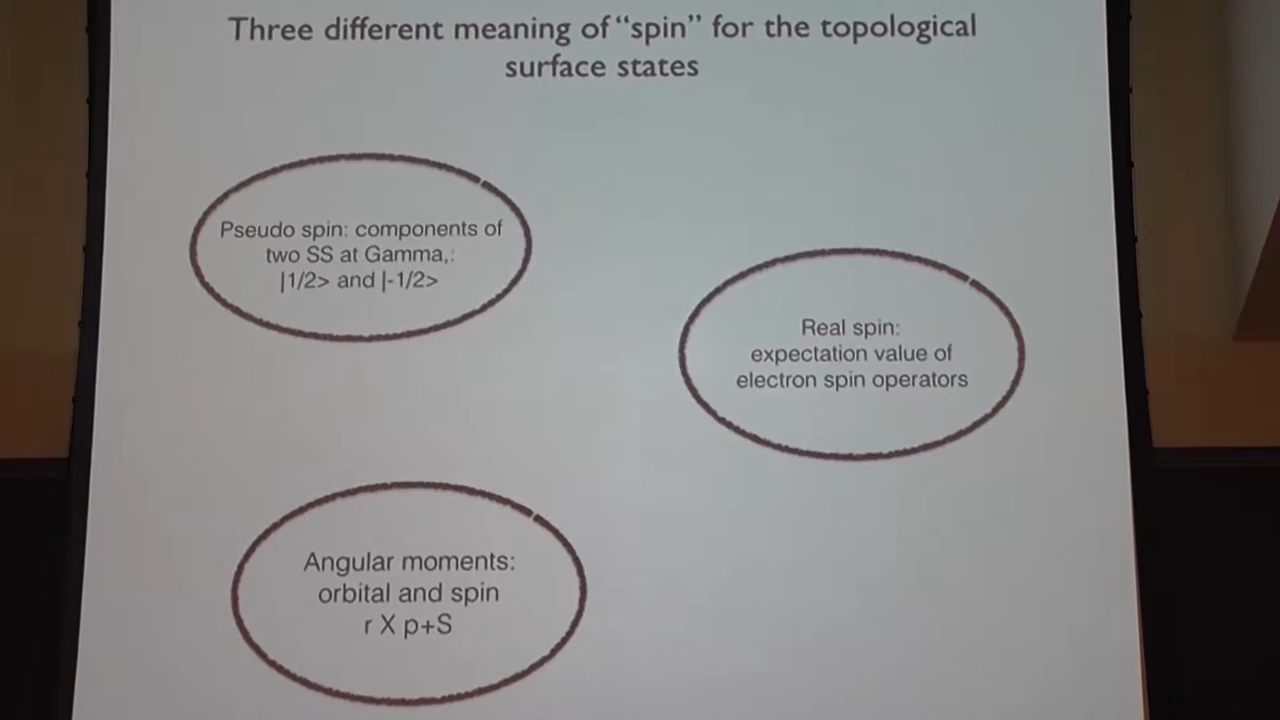 Three different meaning of “spin” for the topological
surface states
Pseudo spin: components of
two SS at Gamma,:
|1/2> and |-1/2>
Real spin:
expectation value of
electron spin operators
Angular moments:
orbital and spin
r X p+S